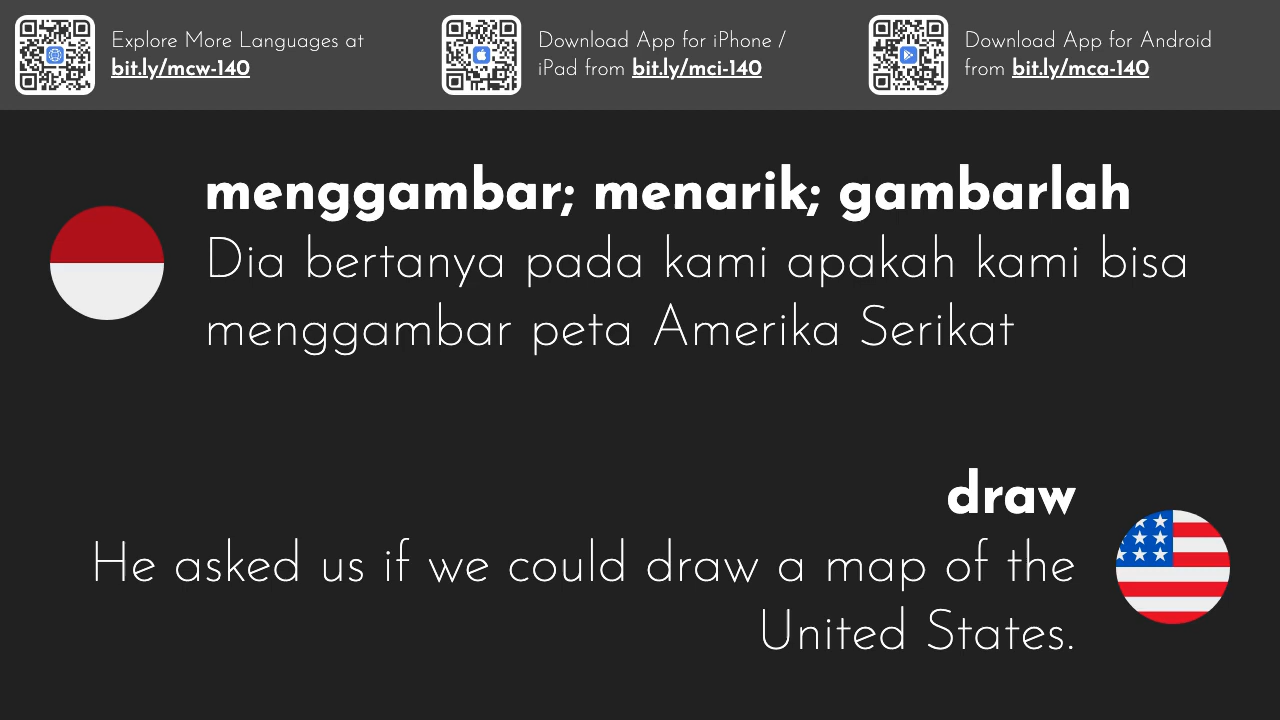 Explore More Languages at
bit.ly/mcw-140
Download App for iPhone /
iPad from bit.ly/mci-140
Download App for Android
from bit.ly/mca-140
menggambar; menarik; gambarlah
Dia bertanya pada kami apakah kami bisa
menggambar peta Amerika Serikat
draw
He asked us if we could draw a map of the
United States.